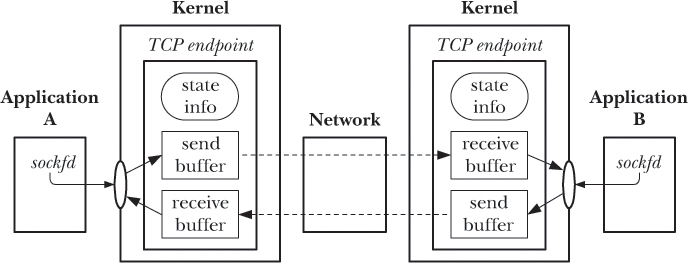 Kernel
TCP endpoint
state
info
Application
A
sockfd
send
buffer
receive
buffer
Network
Kernel
TCP endpoint
state
info
receive
buffer
send
buffer
Application
B
sockfd